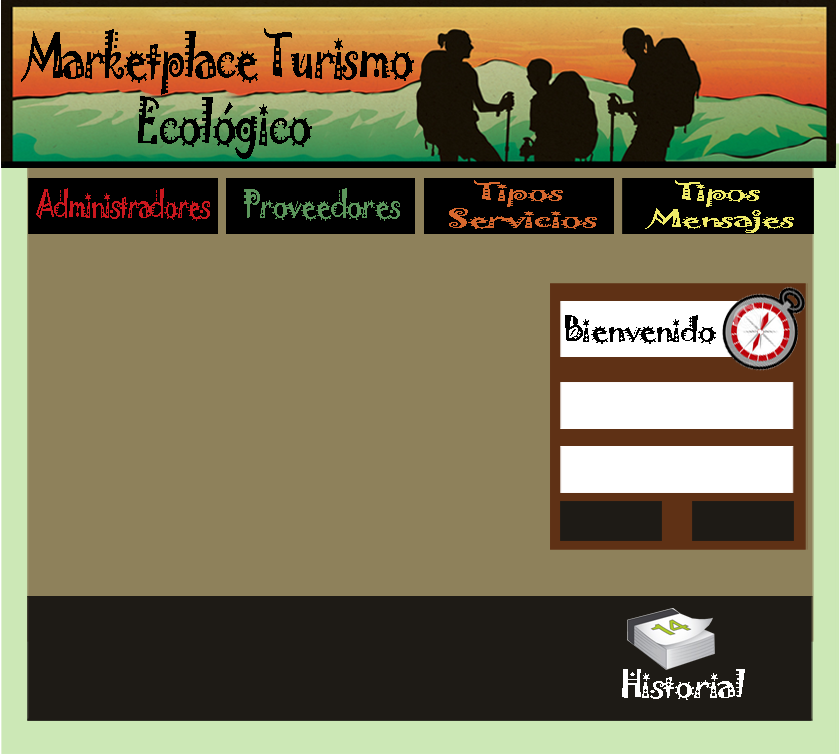 Marketplace Turismo
Ecológico
Administradores
Proveedores
Tipos
Servicios
Tipos
Mensajes
Bienvenido
14
Historial